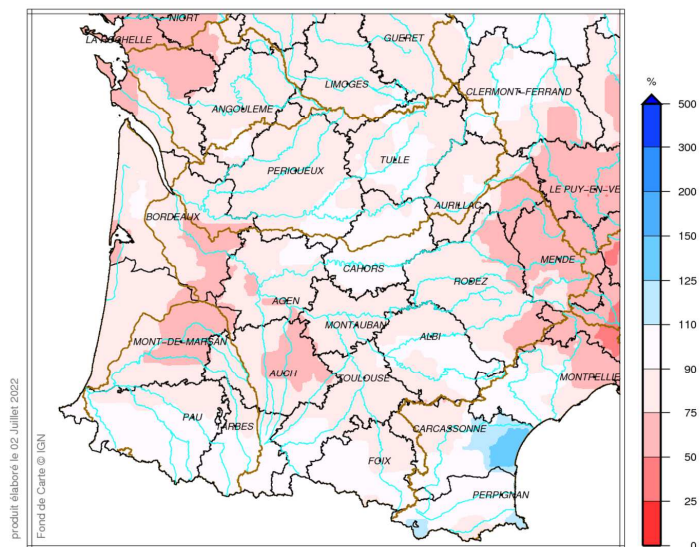 NIORT
LA ROCHELLE
GUERET
%
LIMOGES
CLERMONT-FERRAND
500
ANGOULEME
300
TULLE
PERIGUEUX
200
LE PUY-EN-VE
AURILLAC
BORDEAUX
150
MENDE
CAHORS
125
RODEZ
AGEN
110
MONTAUBAN
ALBI
MONT-DE-MARSAN
90
AUCH
TOULOUSE
MONTPELLIE
75
PAU
TARBES
CARCASSONNE
50
FOIX
PERPIGNAN
25
0
produit élaboré le 02 Juillet 2022
Fond de Carte © IGN